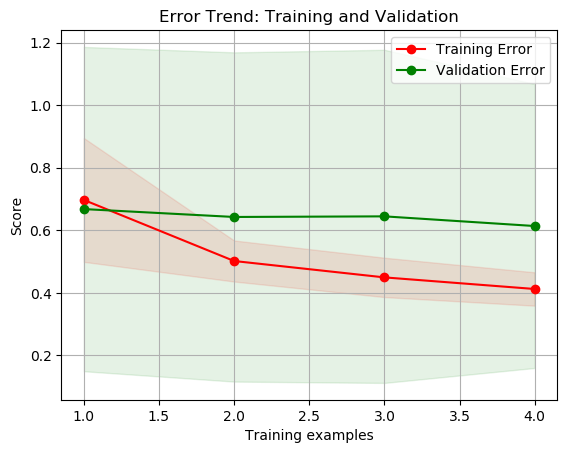 Error Trend: Training and Validation
Training Error
Validation Error
Score
1.2
1.0
0.8
0.6
0.4
0.2
1.0 1.5 2.0 2.5 3.0 3.5 4.0
Training examples